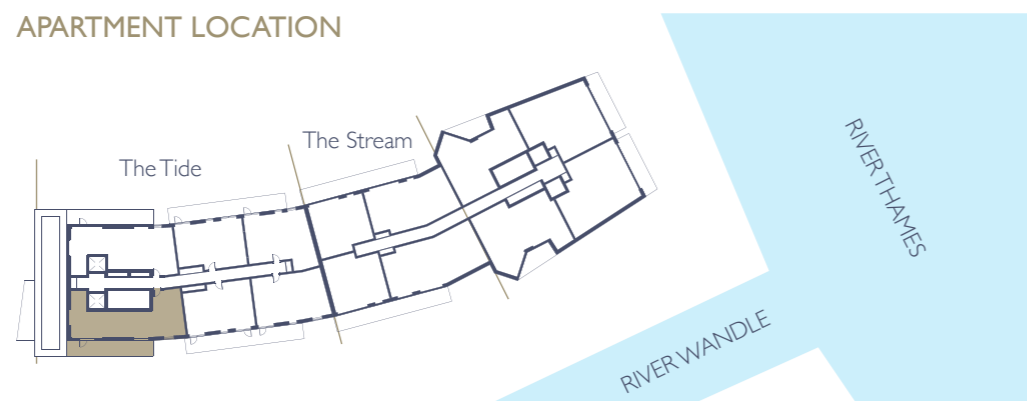 APARTMENT LOCATION
The Stream
The Tide
RIVER THAMES
RIVER WANDLE